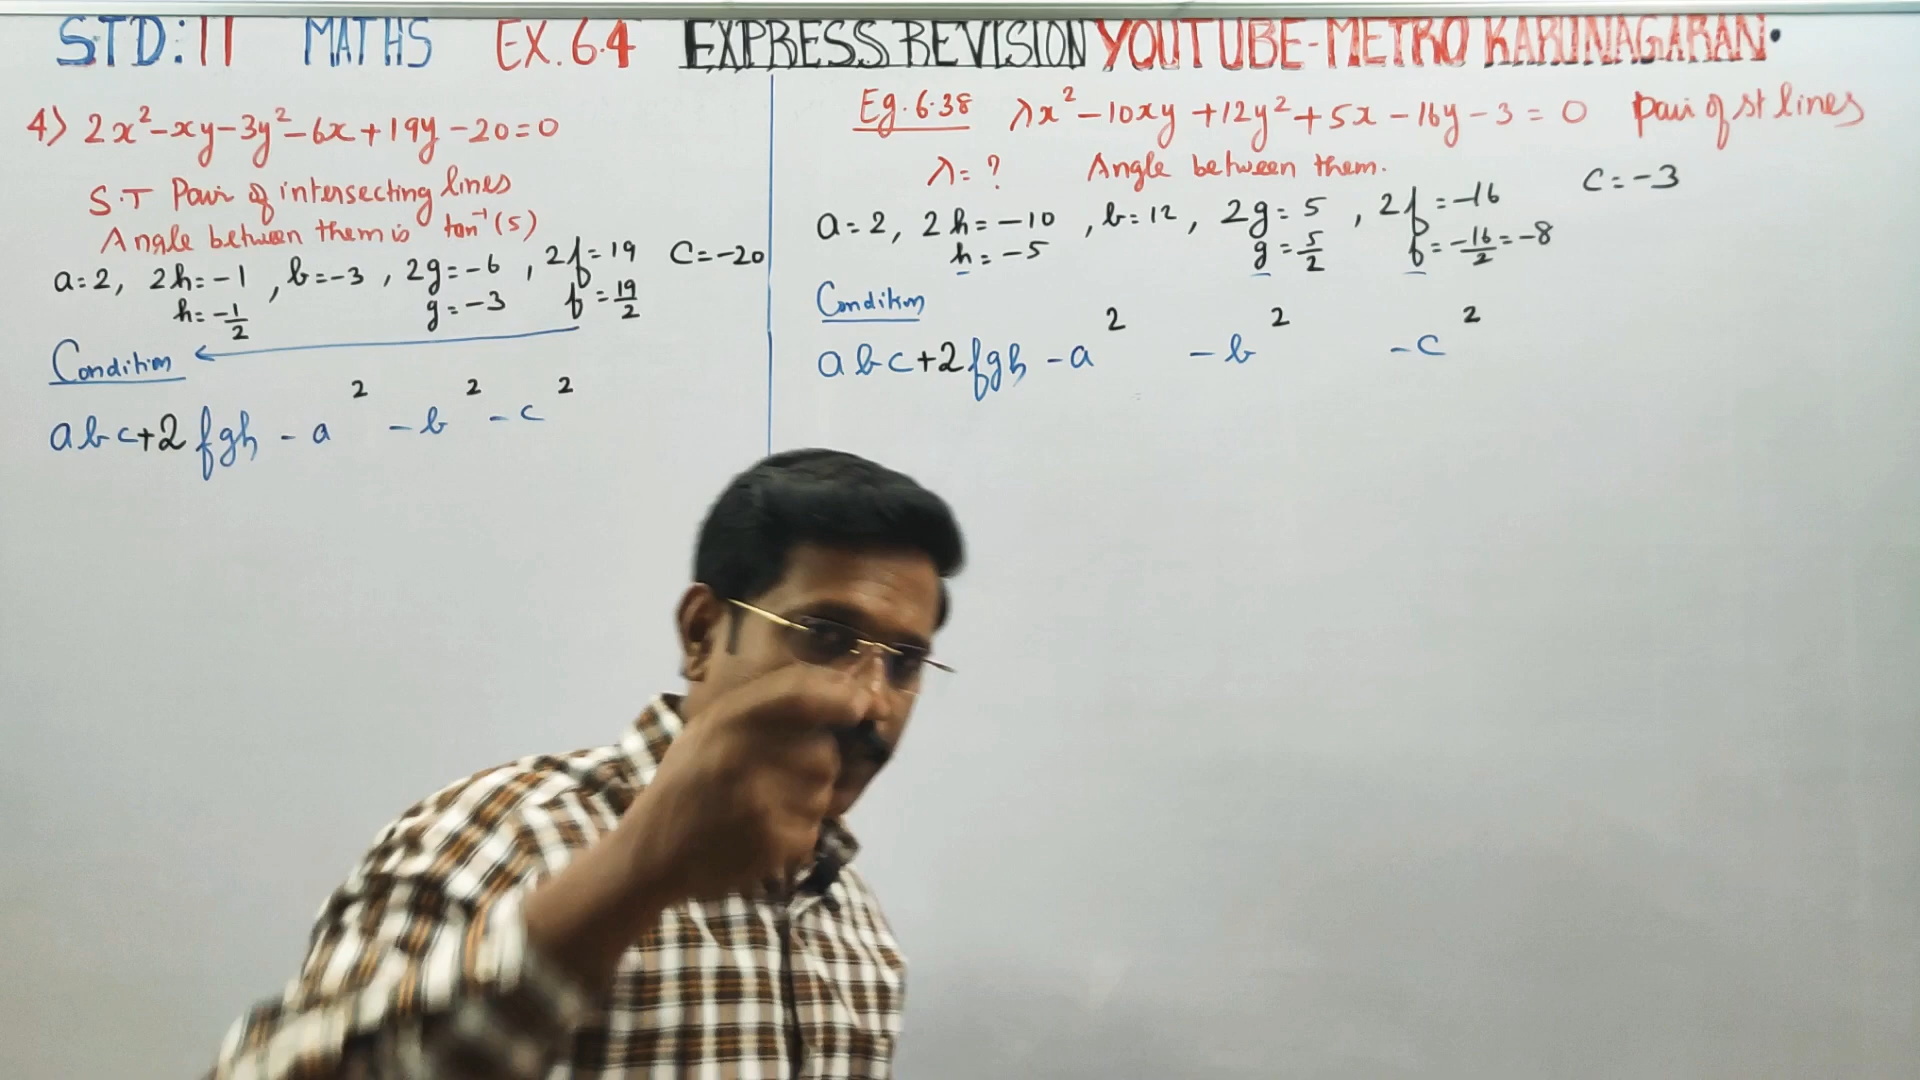 STD:11 MATHS EX.6.4 EXPRESS REVISION YOUTUBE-METRO KARUNAGARAN.
4) 2x²-xy-3y²-6x+19y-20=0
S.T Pair of intersecting lines
Angle between them is tan⁻¹(5)
a=2, 2h=-1, b=-3, 2g=-6, 2f=19 C=-20
h=-1/2 g=-3 f=19/2
Condition
abc+2fgh-a ² -b ² -c ²
Eg.6.38 λx²-10xy+12y²+5x-16y-3=0 Pair of st lines
λ=? Angle between them.
a=2, 2h=-10, b=12, 2g=5, 2f=-16 C=-3
h=-5 g=5/2 f=-16/2=-8
Condition
abc+2fgh-a ² -b ² -c ²